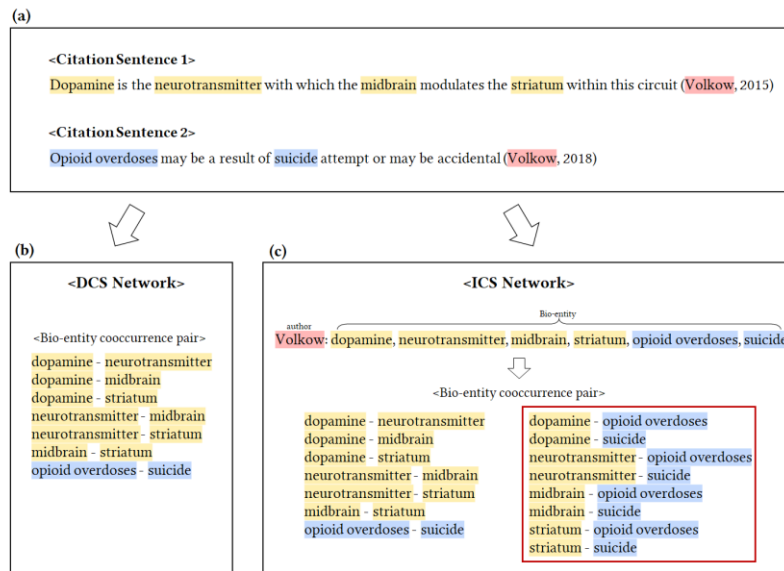 (a)
<Citation Sentence 1>
Dopamine is the neurotransmitter with which the midbrain modulates the striatum within this circuit (Volkow, 2015)
<Citation Sentence 2>
Opioid overdoses may be a result of suicide attempt or may be accidental (Volkow, 2018)
(b)
<DCS Network>
<Bio-entity cooccurrence pair>
dopamine - neurotransmitter
dopamine - midbrain
dopamine - striatum
neurotransmitter - midbrain
neurotransmitter - striatum
midbrain - striatum
opioid overdoses - suicide
(c)
<ICS Network>
author
Bio-entity
Volkow: dopamine, neurotransmitter, midbrain, striatum, opioid overdoses, suicide
<Bio-entity cooccurrence pair>
dopamine - neurotransmitter
dopamine - midbrain
dopamine - striatum
neurotransmitter - midbrain
neurotransmitter - striatum
midbrain - striatum
opioid overdoses - suicide
dopamine - opioid overdoses
dopamine - suicide
neurotransmitter - opioid overdoses
neurotransmitter - suicide
midbrain - opioid overdoses
midbrain - suicide
striatum - opioid overdoses
striatum - suicide